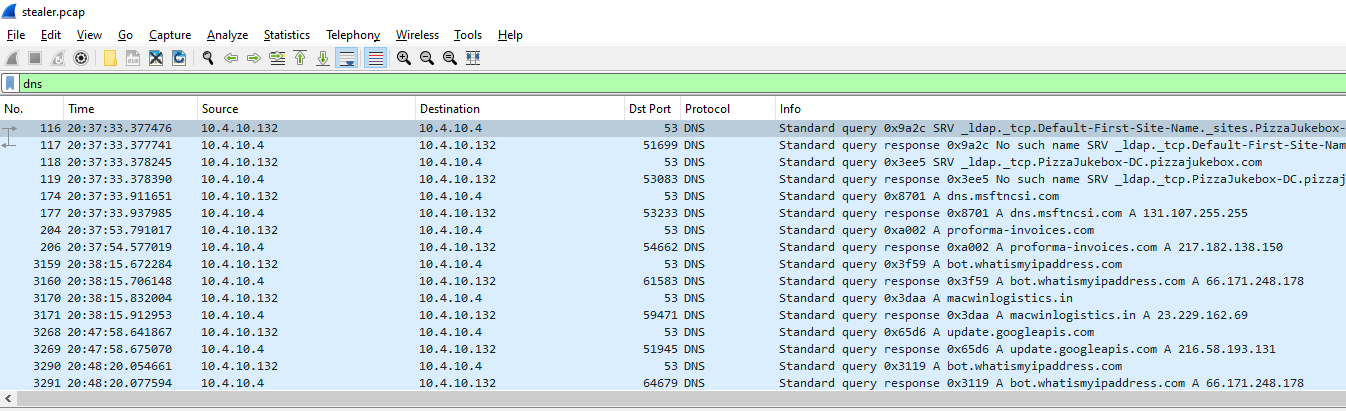 stealer.pcap
File Edit View Go Capture Analyze Statistics Telephony Wireless Tools Help
dns
No. Time Source Destination Dst Port Protocol Info
116 20:37:33.377476 10.4.10.132 10.4.10.4 53 DNS Standard query 0x9a2c SRV _ldap._tcp.Default-First-Site-Name._sites.PizzaJukebox-
117 20:37:33.377741 10.4.10.4 10.4.10.132 51699 DNS Standard query response 0x9a2c No such name SRV _ldap._tcp.Default-First-Site-Nam
118 20:37:33.378245 10.4.10.132 10.4.10.4 53 DNS Standard query 0x3ee5 SRV _ldap._tcp.PizzaJukebox-DC.pizzajukebox.com
119 20:37:33.378390 10.4.10.4 10.4.10.132 53083 DNS Standard query response 0x3ee5 No such name SRV _ldap._tcp.PizzaJukebox-DC.pizzaj
174 20:37:33.911651 10.4.10.132 10.4.10.4 53 DNS Standard query 0x8701 A dns.msftncsi.com
177 20:37:33.937985 10.4.10.4 10.4.10.132 53233 DNS Standard query response 0x8701 A dns.msftncsi.com A 131.107.255.255
204 20:37:53.791017 10.4.10.132 10.4.10.4 53 DNS Standard query 0xa002 A proforma-invoices.com
206 20:37:54.577019 10.4.10.4 10.4.10.132 54662 DNS Standard query response 0xa002 A proforma-invoices.com A 217.182.138.150
3159 20:38:15.672284 10.4.10.132 10.4.10.4 53 DNS Standard query 0x3f59 A bot.whatismyipaddress.com
3160 20:38:15.706148 10.4.10.4 10.4.10.132 61583 DNS Standard query response 0x3f59 A bot.whatismyipaddress.com A 66.171.248.178
3170 20:38:15.832004 10.4.10.132 10.4.10.4 53 DNS Standard query 0x3daa A macwinlogistics.in
3171 20:38:15.912953 10.4.10.4 10.4.10.132 59471 DNS Standard query response 0x3daa A macwinlogistics.in A 23.229.162.69
3268 20:47:58.641867 10.4.10.132 10.4.10.4 53 DNS Standard query 0x65d6 A update.googleapis.com
3269 20:47:58.675070 10.4.10.4 10.4.10.132 51945 DNS Standard query response 0x65d6 A update.googleapis.com A 216.58.193.131
3290 20:48:20.054661 10.4.10.132 10.4.10.4 53 DNS Standard query 0x3119 A bot.whatismyipaddress.com
3291 20:48:20.077594 10.4.10.4 10.4.10.132 64679 DNS Standard query response 0x3119 A bot.whatismyipaddress.com A 66.171.248.178